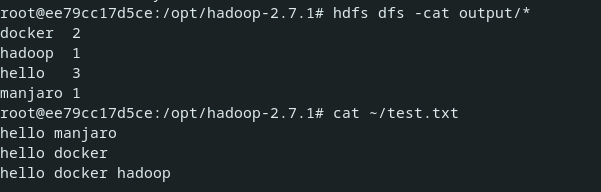 root@ee79cc17d5ce:/opt/hadoop-2.7.1# hdfs dfs -cat output/*
docker  2
hadoop  1
hello   3
manjaro 1
root@ee79cc17d5ce:/opt/hadoop-2.7.1# cat ~/test.txt
hello manjaro
hello docker
hello docker hadoop